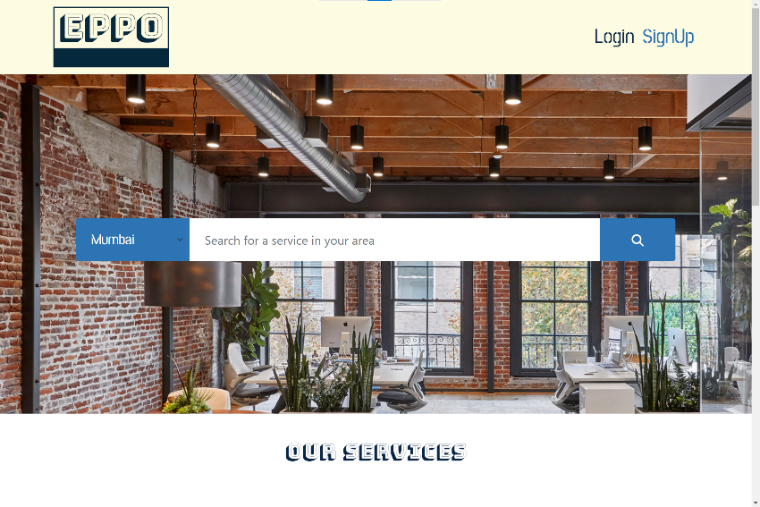 EPPO
Login SignUp
Mumbai
Search for a service in your area
OUR SERVICES